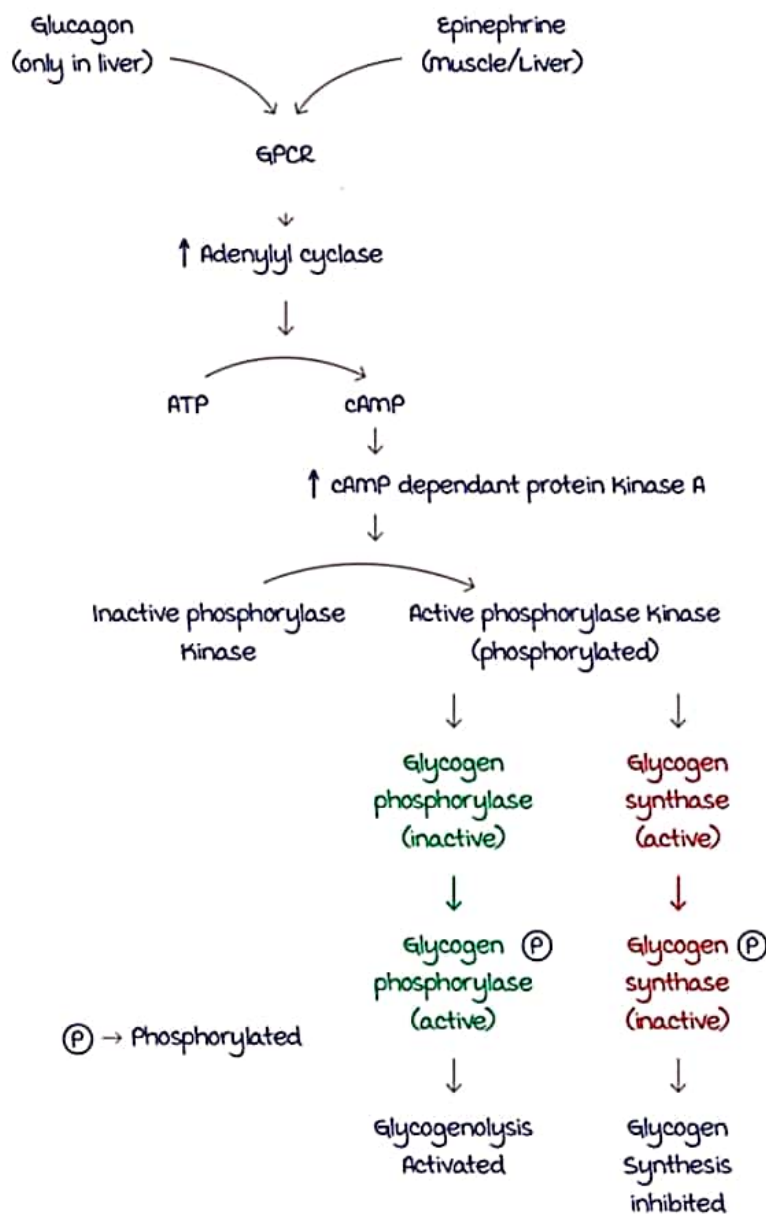 Glucagon
(only in liver)
Epinephrine
(muscle/Liver)
GPCR
↑ Adenylyl cyclase
ATP
cAMP
↑ cAMP dependant protein Kinase A
Inactive phosphorylase
Kinase
Active phosphorylase Kinase
(phosphorylated)
Glycogen
phosphorylase
(inactive)
Glycogen
synthase
(active)
Glycogen Ⓟ
phosphorylase
(active)
Glycogen Ⓟ
synthase
(inactive)
Ⓟ → Phosphorylated
Glycogenolysis
Activated
Glycogen
Synthesis
inhibited